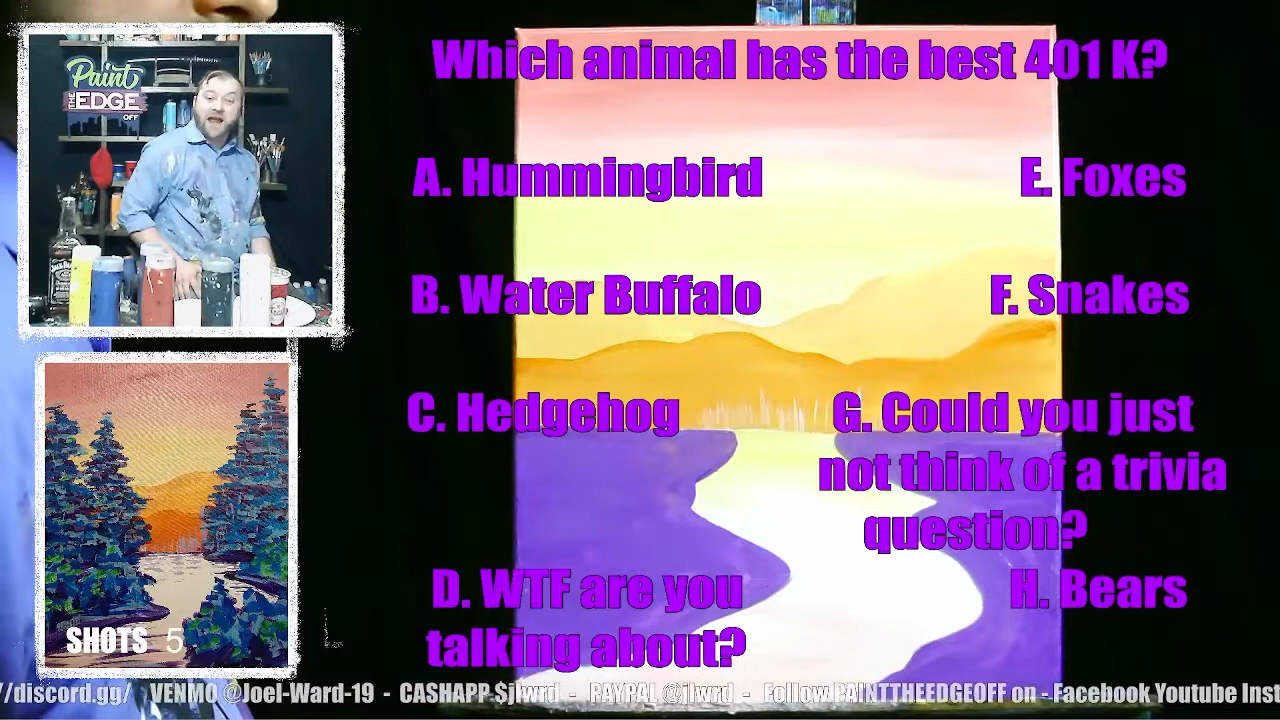 Which animal has the best 401 K?
Paint
THE EDGE
OFF
A. Hummingbird
E. Foxes
B. Water Buffalo
F. Snakes
C. Hedgehog
G. Could you just
not think of a trivia
question?
D. WTF are you
talking about?
H. Bears
SHOTS 5
/discord.gg/ VENMO @Joel-Ward-19 - CASHAPP $jlwrd - PAYPAL @jlwrd - Follow PAINTTHEEDGEOFF on - Facebook Youtube Inst